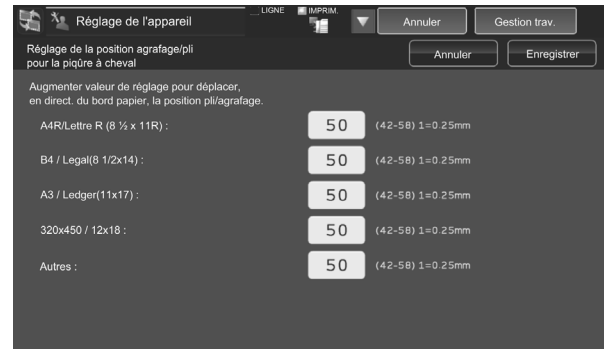 Réglage de l'appareil
LIGNE
IMPRIM.
Annuler
Gestion trav.
Réglage de la position agrafage/pli
pour la piqûre à cheval
Annuler
Enregistrer
Augmenter valeur de réglage pour déplacer,
en direct. du bord papier, la position pli/agrafage.
A4R/Lettre R (8 ½ x 11R) : 50 (42-58) 1=0.25mm
B4 / Legal(8 1/2x14) : 50 (42-58) 1=0.25mm
A3 / Ledger(11x17) : 50 (42-58) 1=0.25mm
320x450 / 12x18 : 50 (42-58) 1=0.25mm
Autres : 50 (42-58) 1=0.25mm